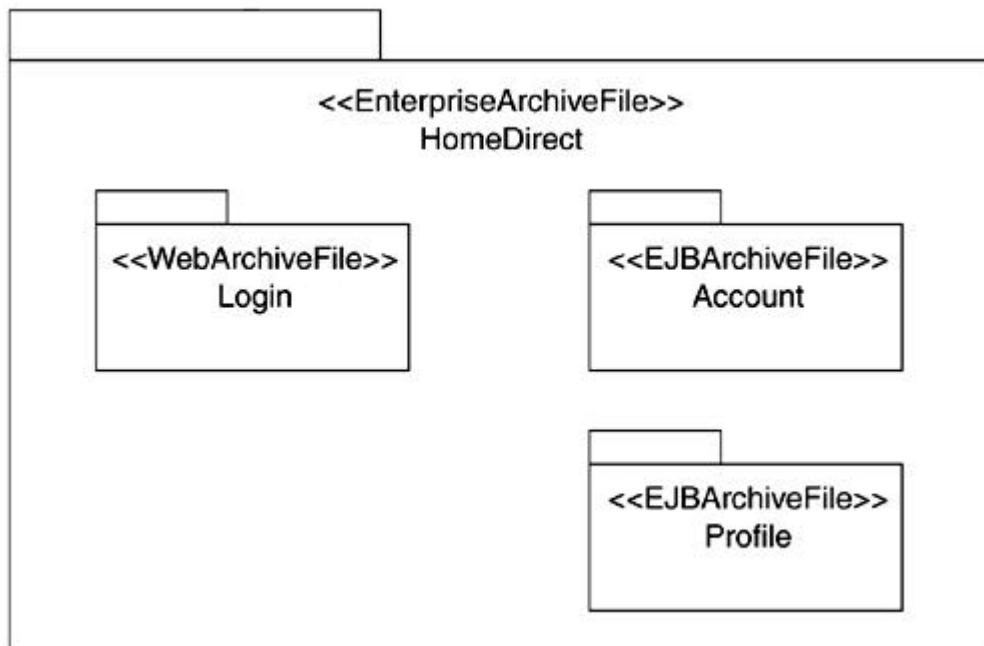 <<EnterpriseArchiveFile>>
HomeDirect
<<WebArchiveFile>>
Login
<<EJBArchiveFile>>
Account
<<EJBArchiveFile>>
Profile